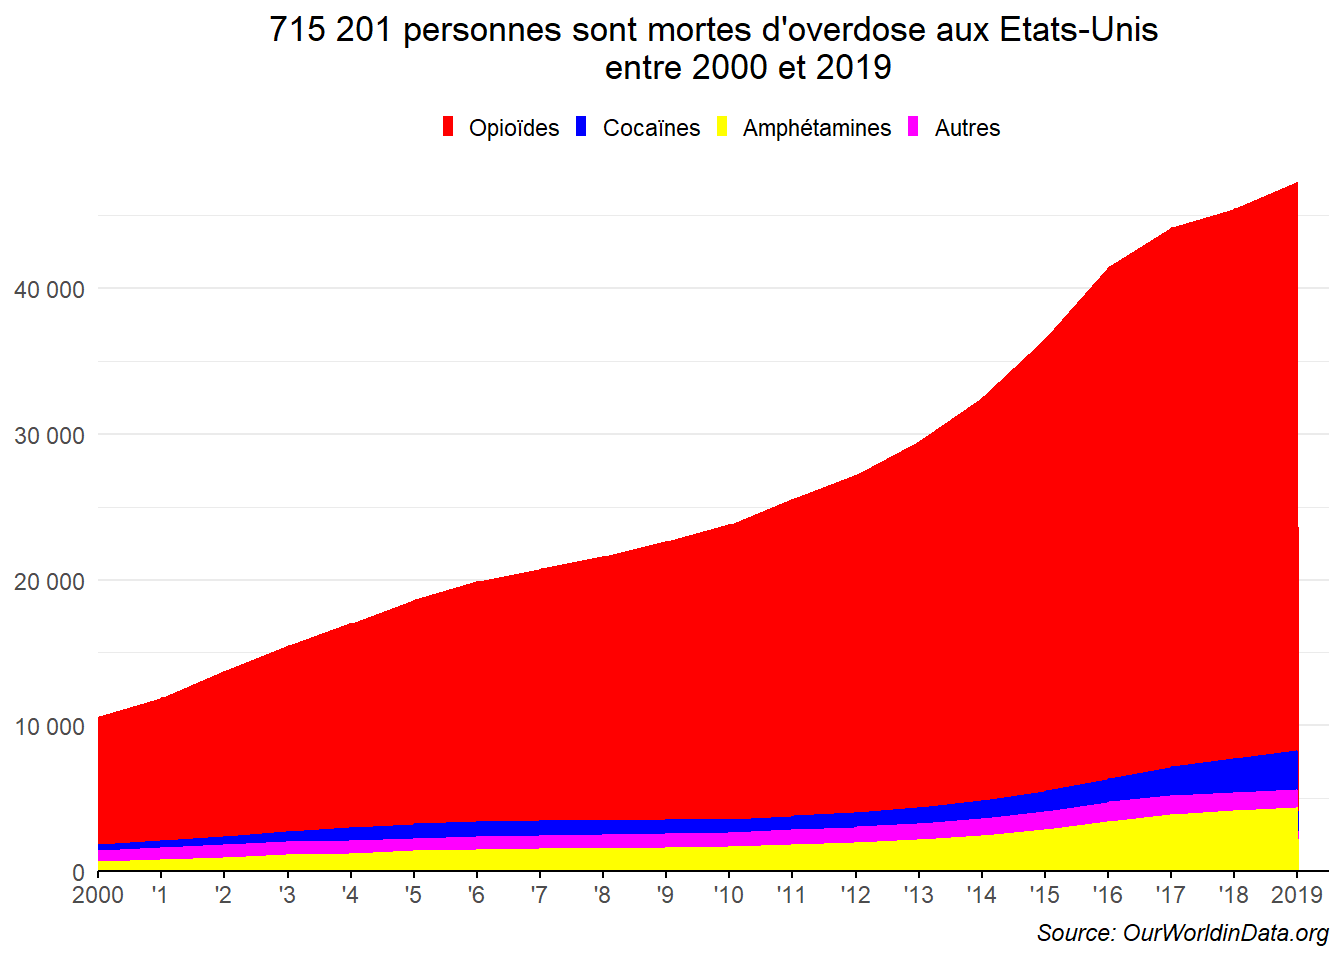 715 201 personnes sont mortes d'overdose aux Etats-Unis
entre 2000 et 2019
Opioïdes Cocaïnes Amphétamines Autres
40 000
30 000
20 000
10 000
0
2000 '1 '2 '3 '4 '5 '6 '7 '8 '9 '10 '11 '12 '13 '14 '15 '16 '17 '18 2019
Source: OurWorldinData.org